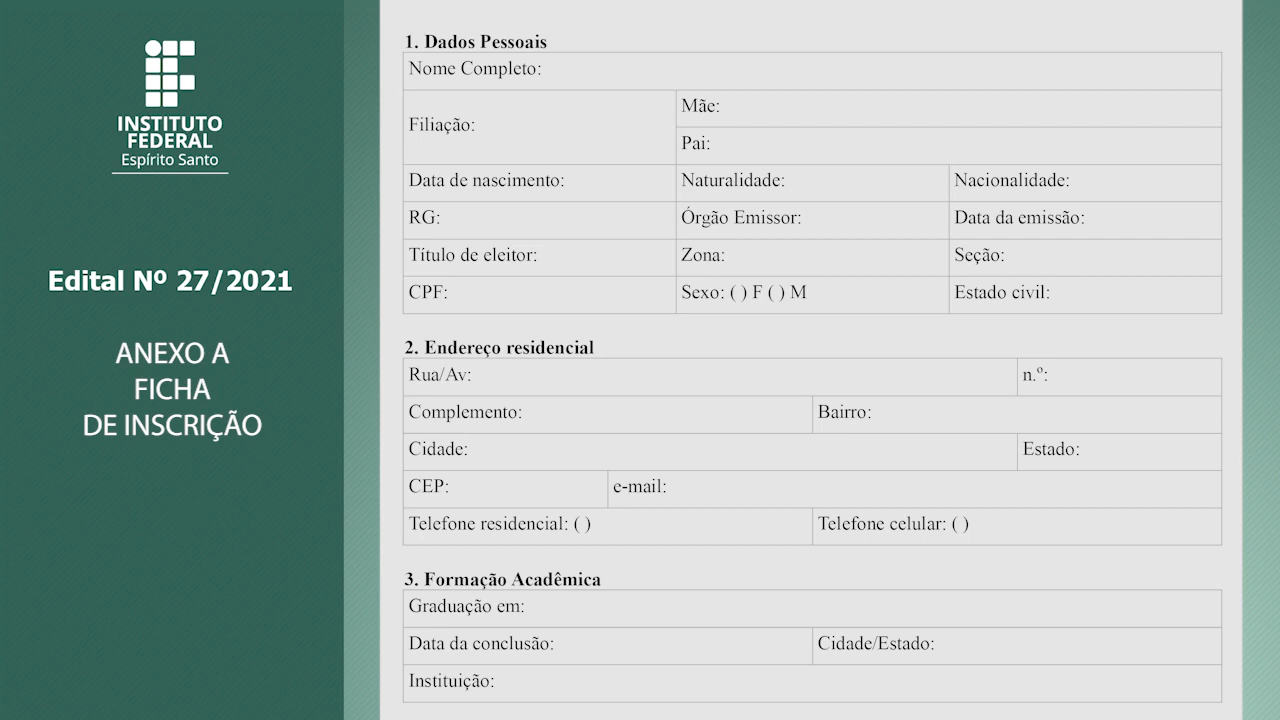 INSTITUTO
FEDERAL
Espírito Santo
Edital Nº 27/2021
ANEXO A
FICHA
DE INSCRIÇÃO
1. Dados Pessoais
Nome Completo:
Filiação:
Mãe:
Pai:
Data de nascimento: Naturalidade: Nacionalidade:
RG: Órgão Emissor: Data da emissão:
Título de eleitor: Zona: Seção:
CPF: Sexo: ( ) F ( ) M Estado civil:
2. Endereço residencial
Rua/Av: n.º:
Complemento: Bairro:
Cidade: Estado:
CEP: e-mail:
Telefone residencial: ( ) Telefone celular: ( )
3. Formação Acadêmica
Graduação em:
Data da conclusão: Cidade/Estado:
Instituição: